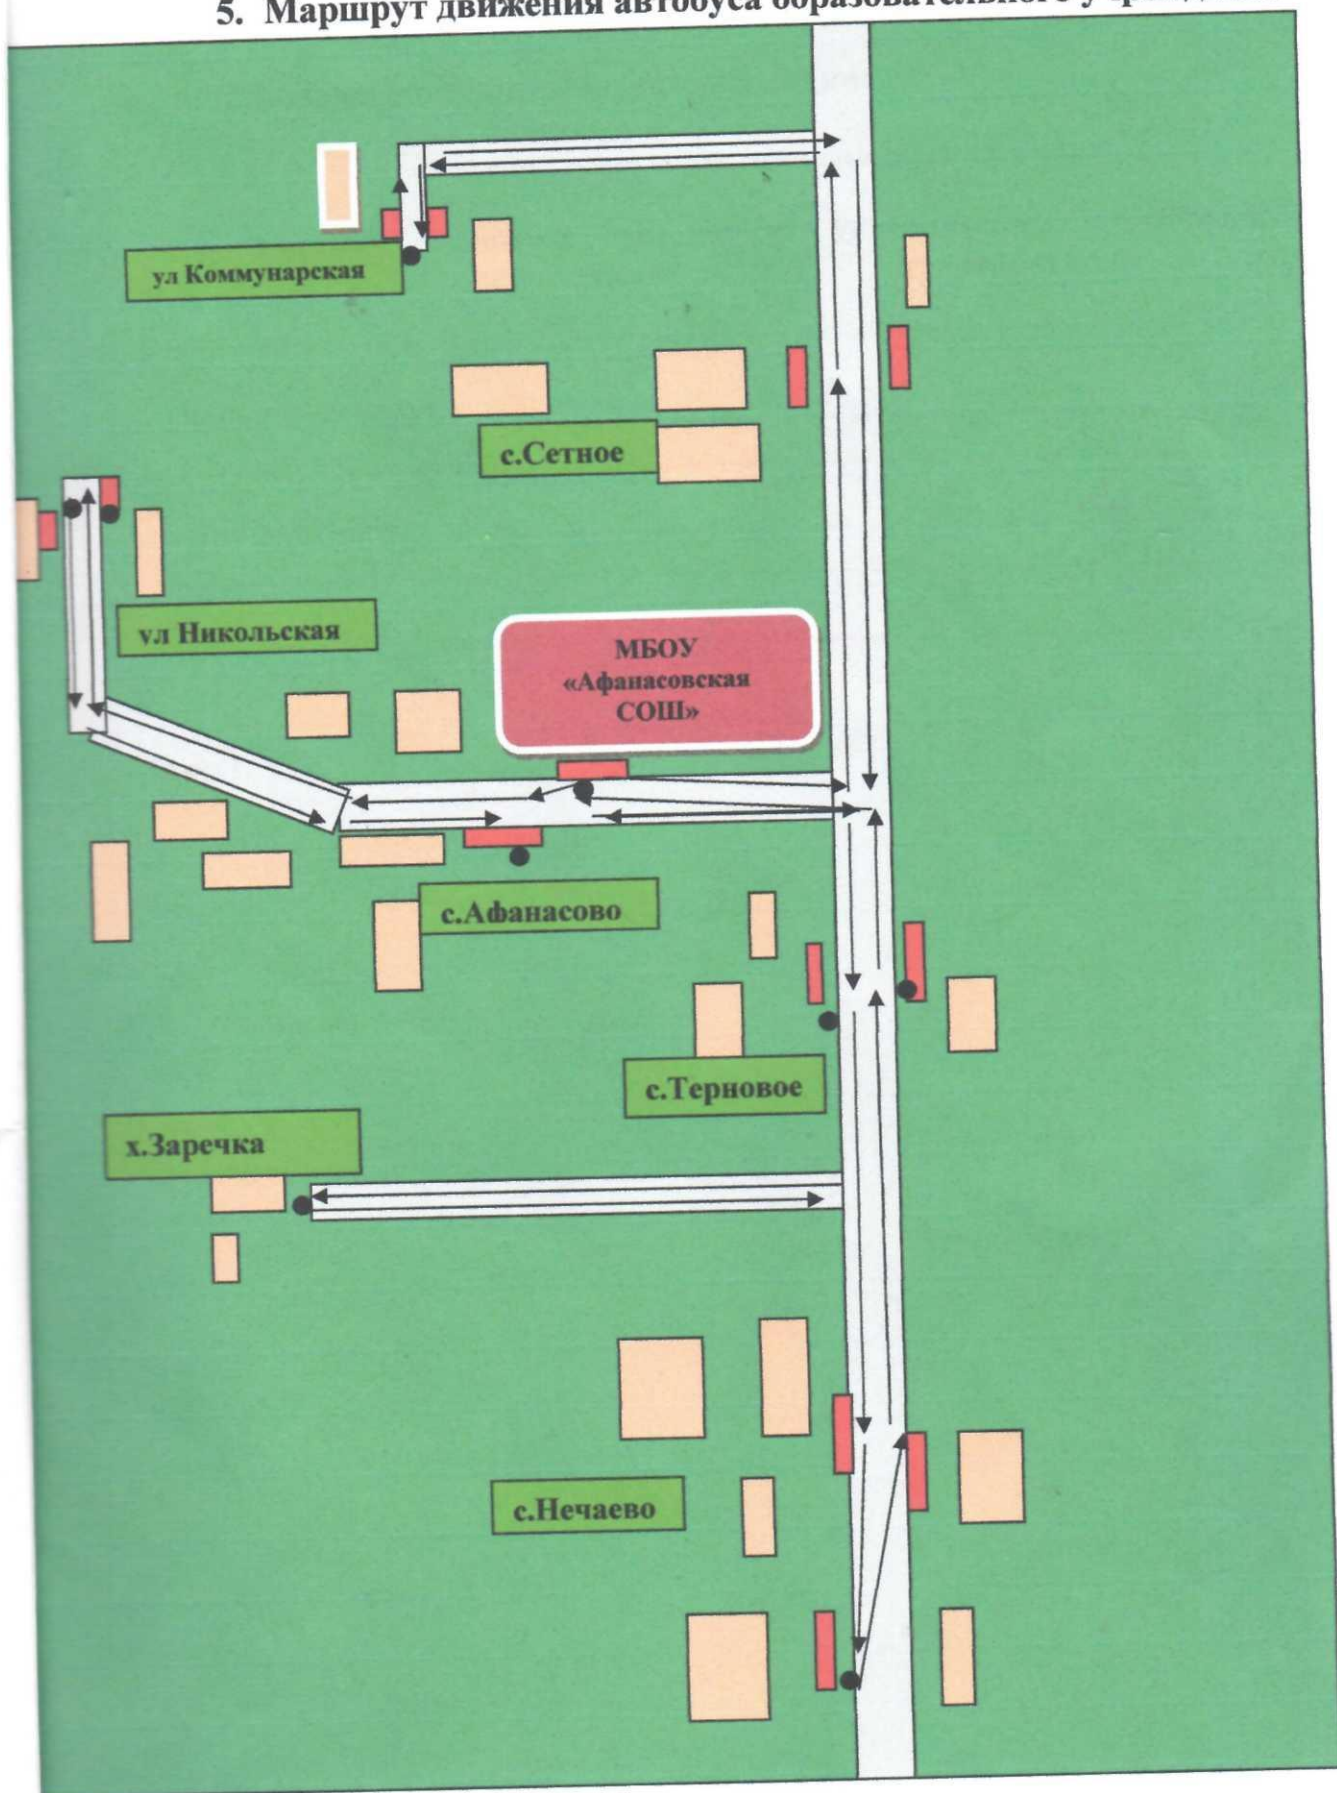 5. Маршрут движения автобуса образовательного
ул Коммунарская
с.Сетное
ул Никольская
МБОУ
«Афанасовская
СОШ»
с.Афанасово
с.Терновое
х.Заречка
с.Нечаево